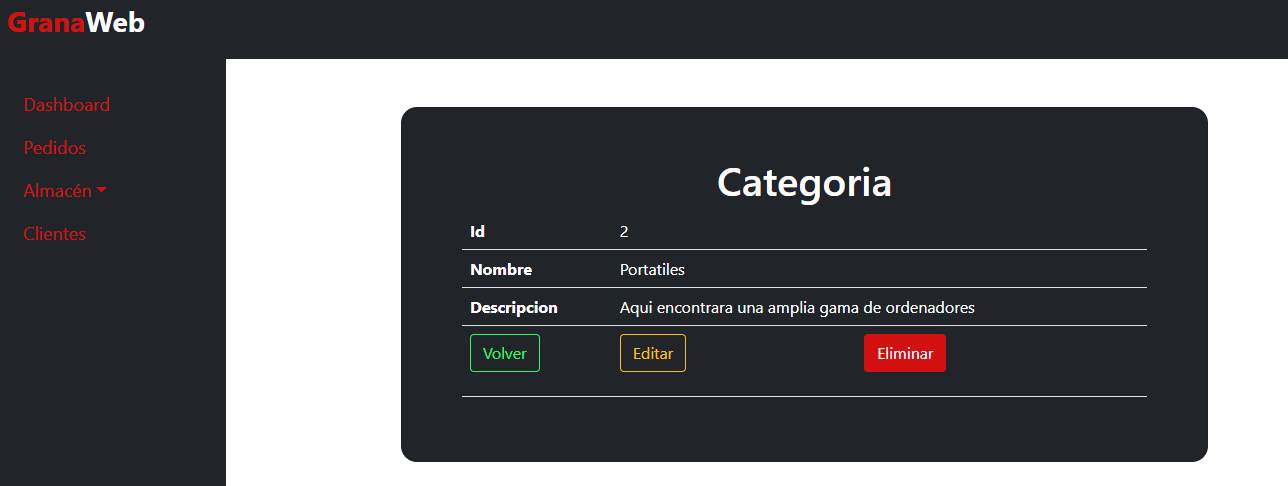 GranaWeb
Dashboard
Pedidos
Almacén
Clientes
Categoria
Id 2
Nombre Portatiles
Descripcion Aqui encontrara una amplia gama de ordenadores
Volver Editar Eliminar